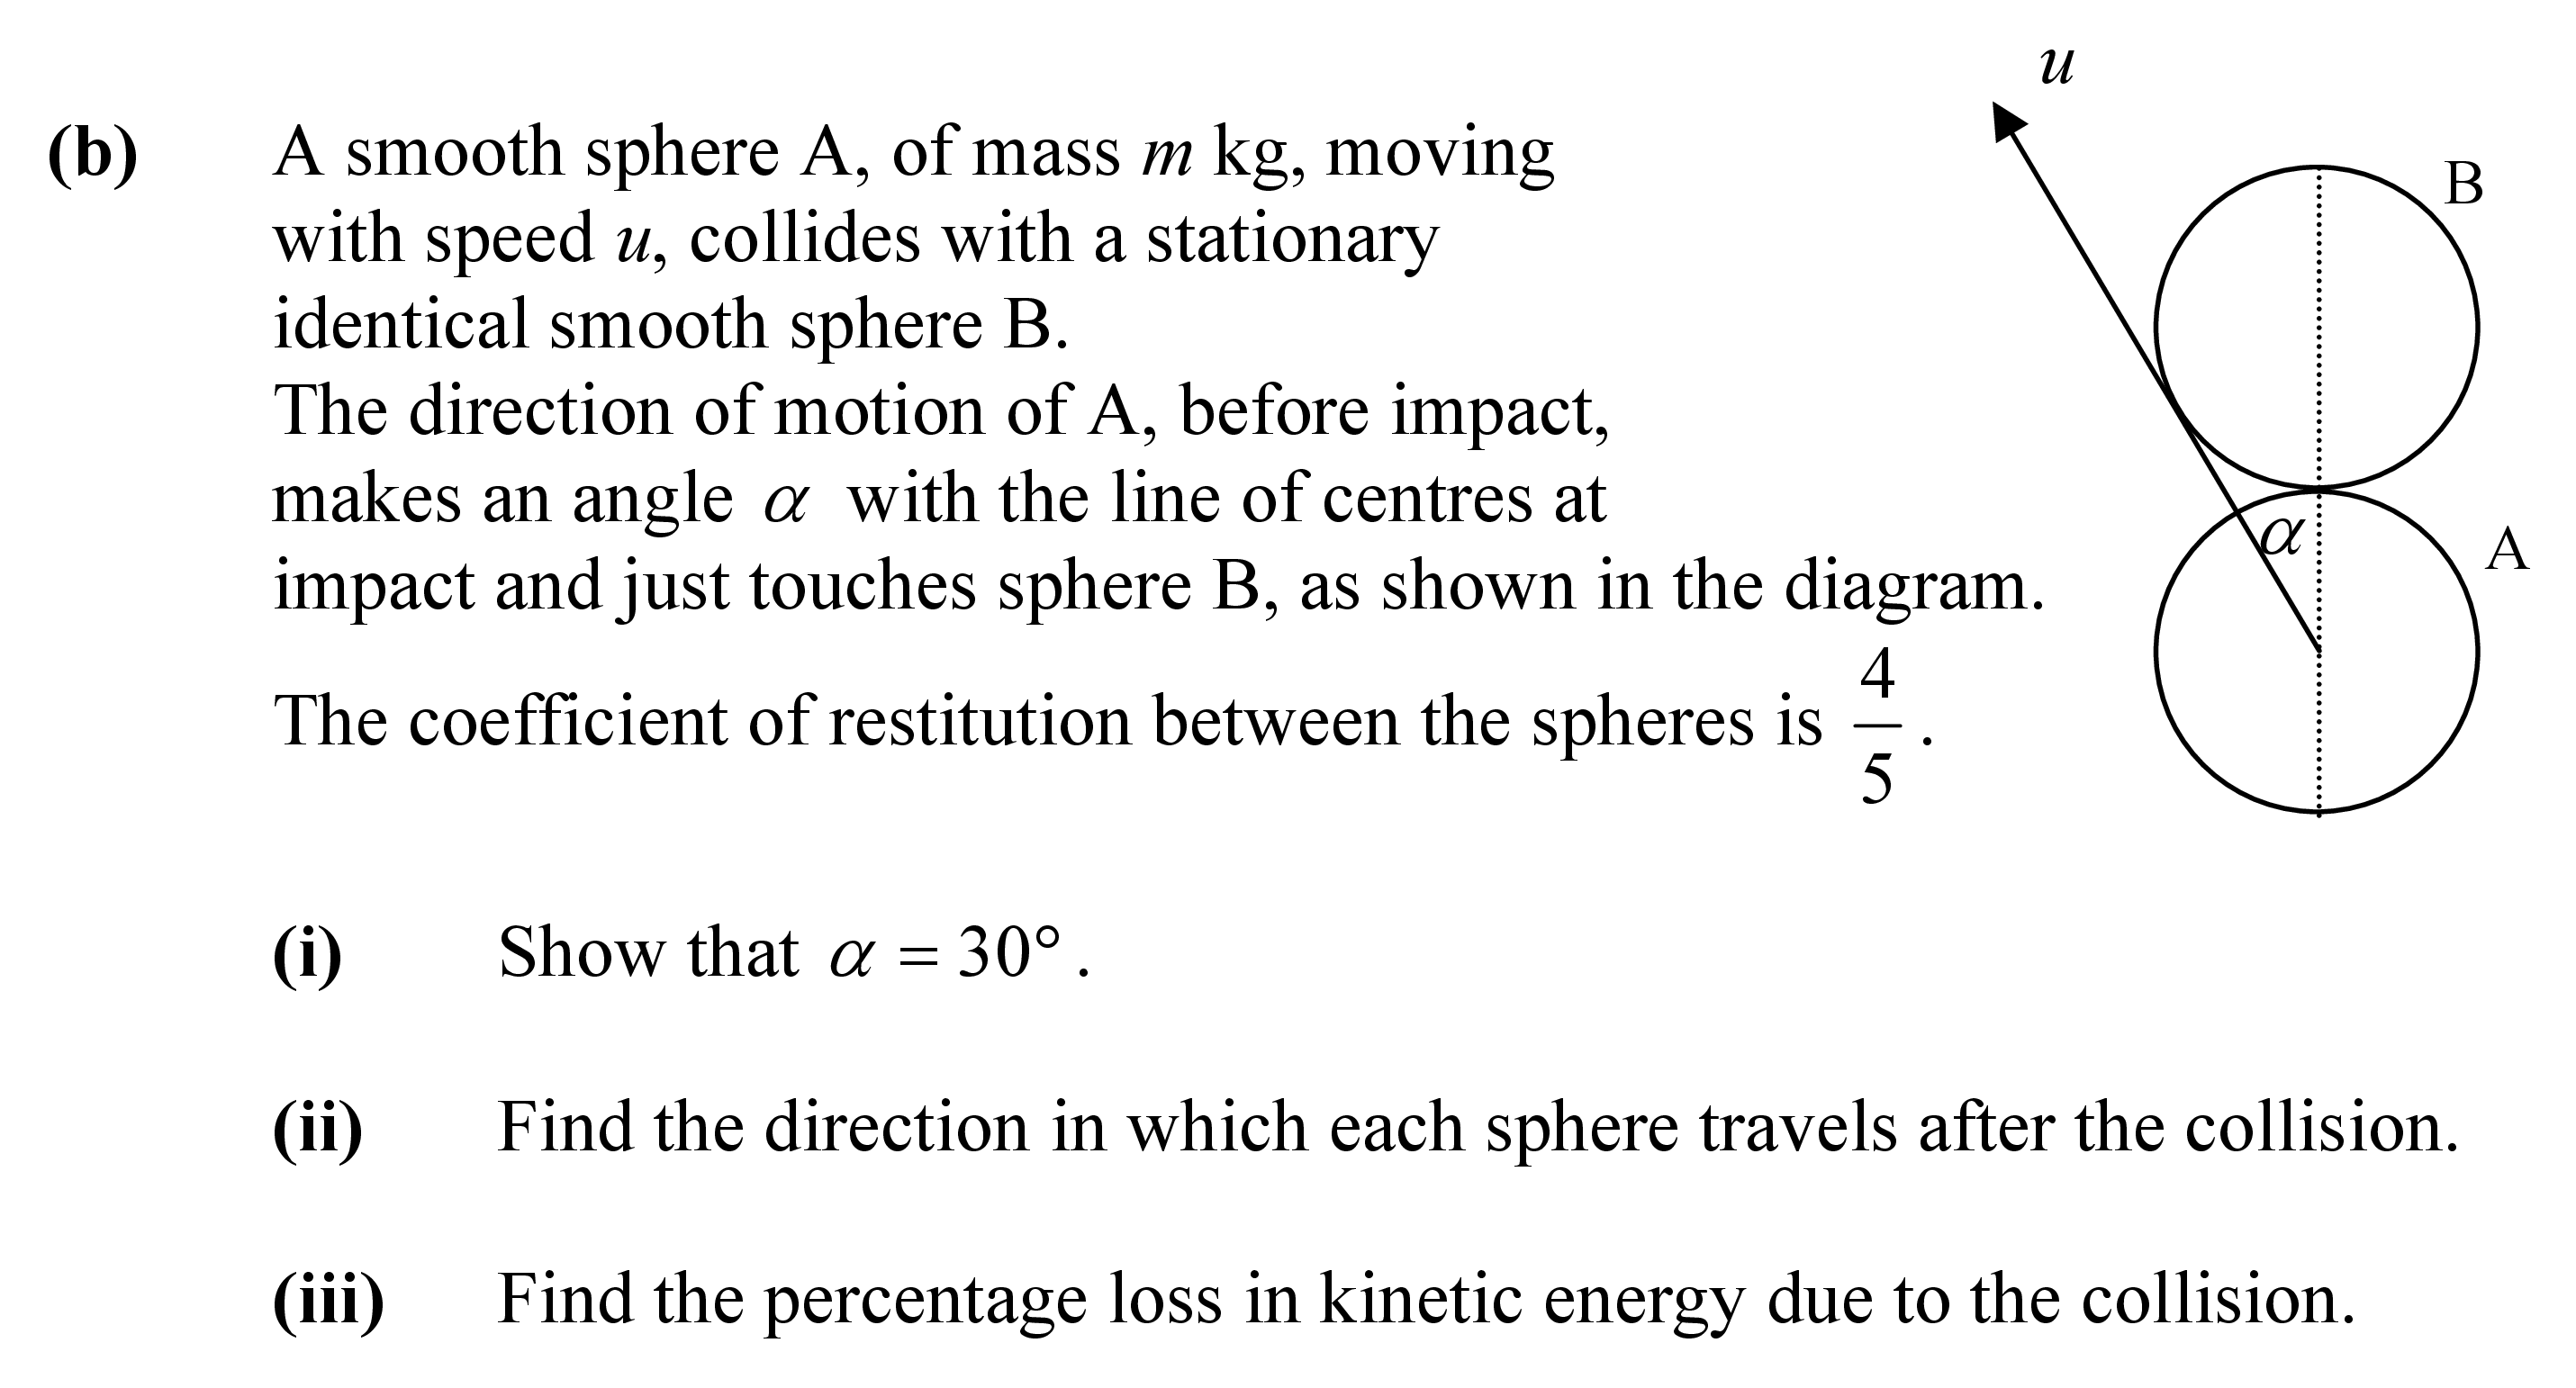 u
(b) A smooth sphere A, of mass m kg, moving
with speed u, collides with a stationary
identical smooth sphere B.
The direction of motion of A, before impact,
makes an angle α with the line of centres at
impact and just touches sphere B, as shown in the diagram.
The coefficient of restitution between the spheres is 4/5.
B
α
A
(i) Show that α = 30°.
(ii) Find the direction in which each sphere travels after the collision.
(iii) Find the percentage loss in kinetic energy due to the collision.